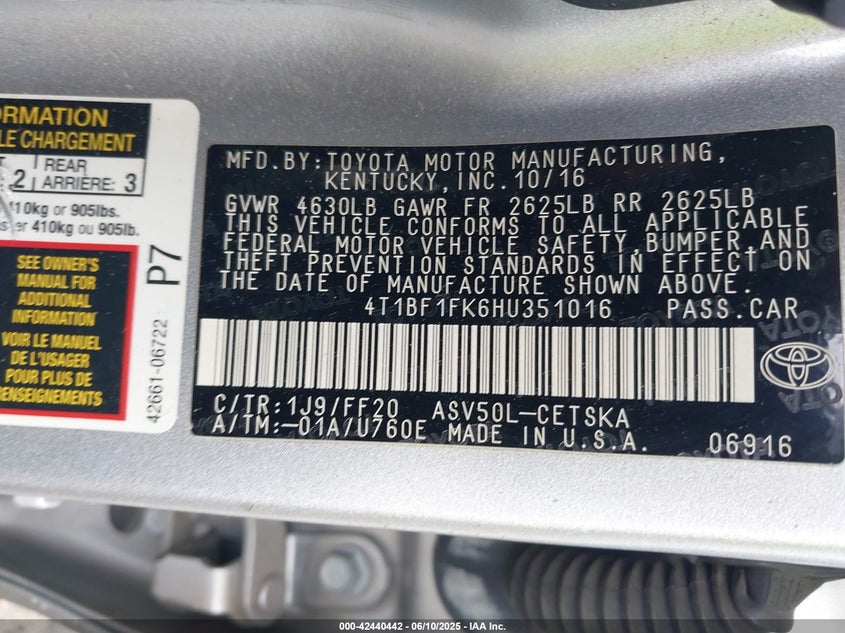 ORMATION
LE CHARGEMENT
2 REAR ARRIÈRE: 3
410kg or 905lbs.
410kg ou 905lb.
SEE OWNER'S
MANUAL FOR
ADDITIONAL
INFORMATION
VOIR LE MANUEL
DE L'USAGER
POUR PLUS DE
RENSEIGNEMENTS
42661-06722 P7
MFD.BY:TOYOTA MOTOR MANUFACTURING,
KENTUCKY,INC.10/16
GVWR 4630LB GAWR FR 2625LB RR 2625LB
THIS VEHICLE CONFORMS TO ALL APPLICABLE
FEDERAL MOTOR VEHICLE SAFETY,BUMPER,AND
THEFT PREVENTION STANDARDS IN EFFECT ON
THE DATE OF MANUFACTURE SHOWN ABOVE.
4T1BF1FK6HU351016 PASS.CAR
C/TR:1J9/FF20 ASV50L-CETSKA
A/TM:-01A/U760E MADE IN U.S.A. 06916
000-42440442 - 06/10/2025 - IAA Inc.